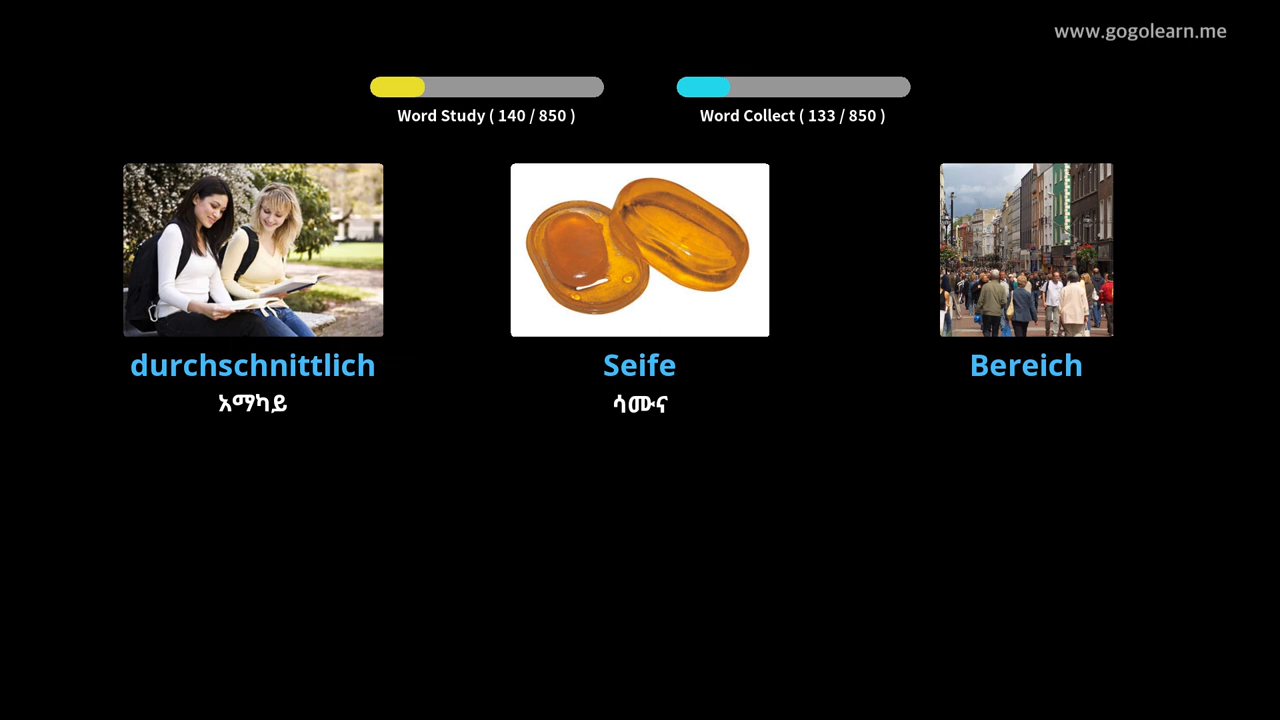 www.gogolearn.me
Word Study ( 140 / 850 )
Word Collect ( 133 / 850 )
durchschnittlich
አማካይ
Seife
ሳሙና
Bereich